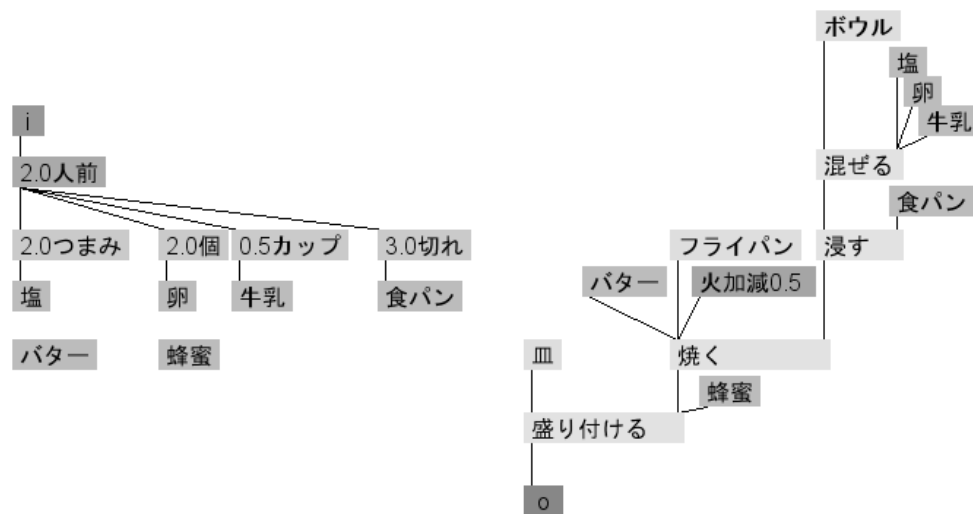 i
2.0人前
2.0つまみ
2.0個
0.5カップ
3.0切れ
塩
卵
牛乳
食パン
バター
蜂蜜
ボウル
塩
卵
牛乳
混ぜる
食パン
フライパン
浸す
バター
火加減0.5
皿
焼く
蜂蜜
盛り付ける
o